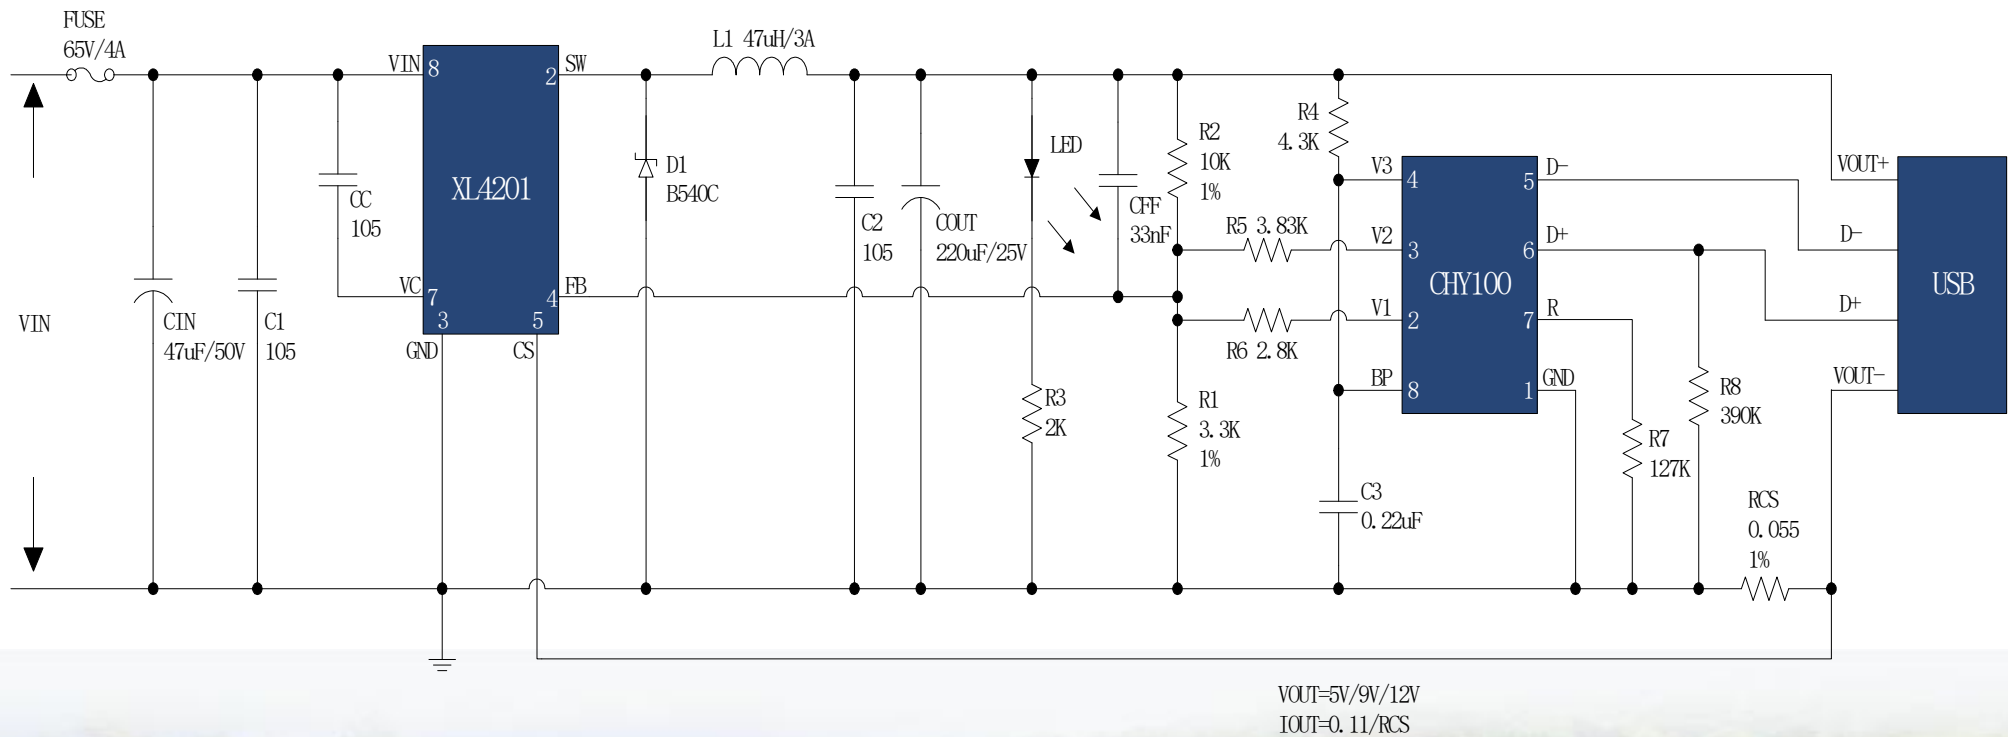 FUSE
65V/4A
VIN
CIN
47uF/50V
C1
105
CC
105
VIN
8
VC
7
XL4201
2
SW
4
FB
3
GND
5
CS
D1
B540C
L1 47uH/3A
C2
105
COUT
220uF/25V
LED
R3
2K
CFF
33nF
R2
10K
1%
R5 3.83K
R6 2.8K
R1
3.3K
1%
R4
4.3K
C3
0.22uF
V3
4
V2
3
V1
2
BP
8
CHY100
5
D-
6
D+
7
R
1
GND
R7
127K
R8
390K
RCS
0.055
1%
VOUT+
D-
D+
VOUT-
USB
VOUT=5V/9V/12V
IOUT=0.11/RCS